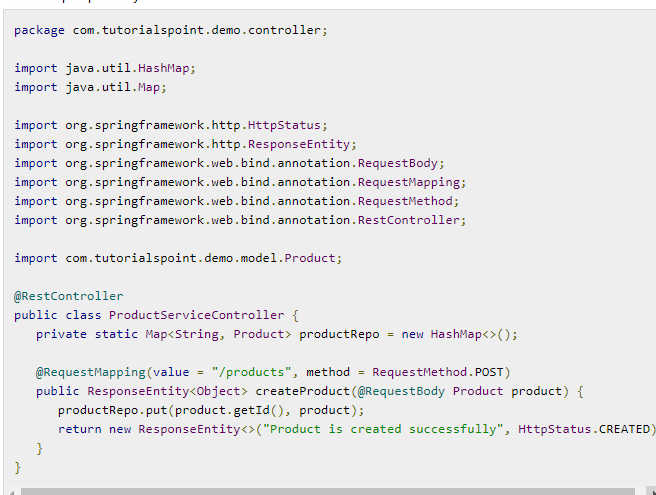 package com.tutorialspoint.demo.controller;
import java.util.HashMap;
import java.util.Map;
import org.springframework.http.HttpStatus;
import org.springframework.http.ResponseEntity;
import org.springframework.web.bind.annotation.RequestBody;
import org.springframework.web.bind.annotation.RequestMapping;
import org.springframework.web.bind.annotation.RequestMethod;
import org.springframework.web.bind.annotation.RestController;
import com.tutorialspoint.demo.model.Product;
@RestController
public class ProductServiceController {
   private static Map<String, Product> productRepo = new HashMap<>();
   @RequestMapping(value = "/products", method = RequestMethod.POST)
   public ResponseEntity<Object> createProduct(@RequestBody Product product) {
      productRepo.put(product.getId(), product);
      return new ResponseEntity<>("Product is created successfully", HttpStatus.CREATED)
   }
}